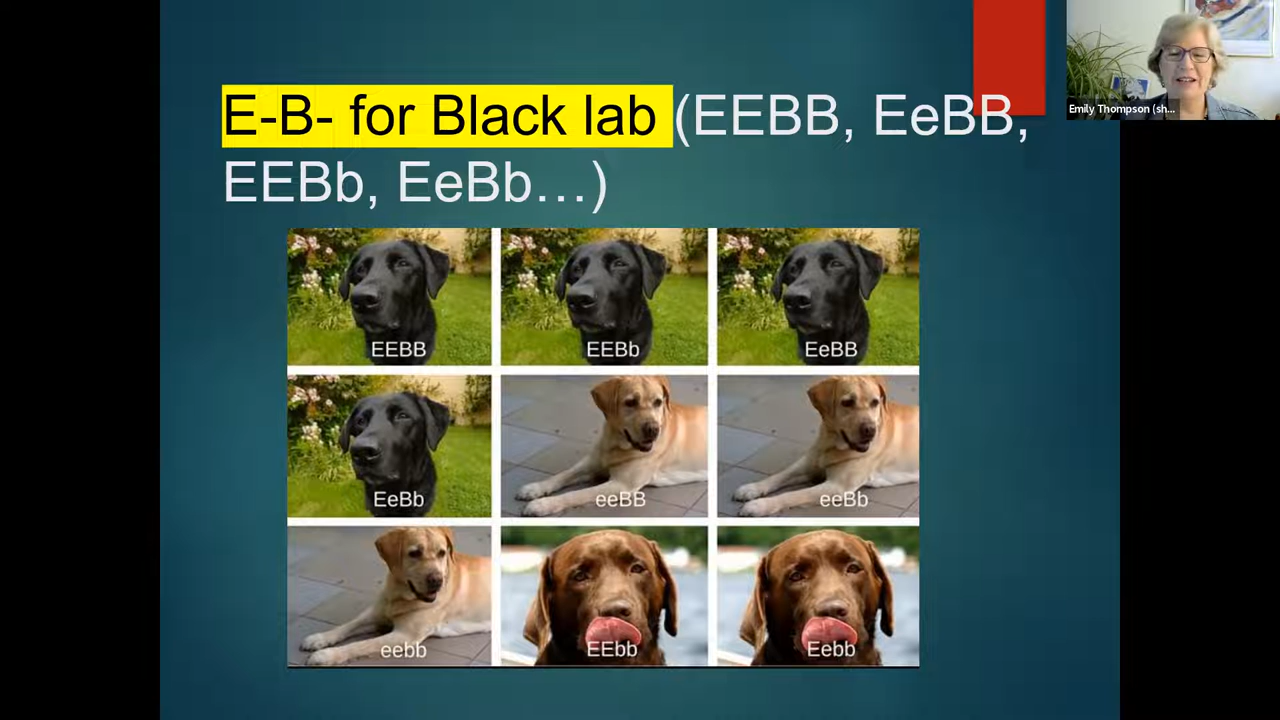 E-B- for Black lab (EEBB, EeBB,
EEBb, EeBb…)
Emily Thompson (sh...
EEBB
EEBb
EeBB
EeBb
eeBB
eeBb
eebb
EEbb
Eebb